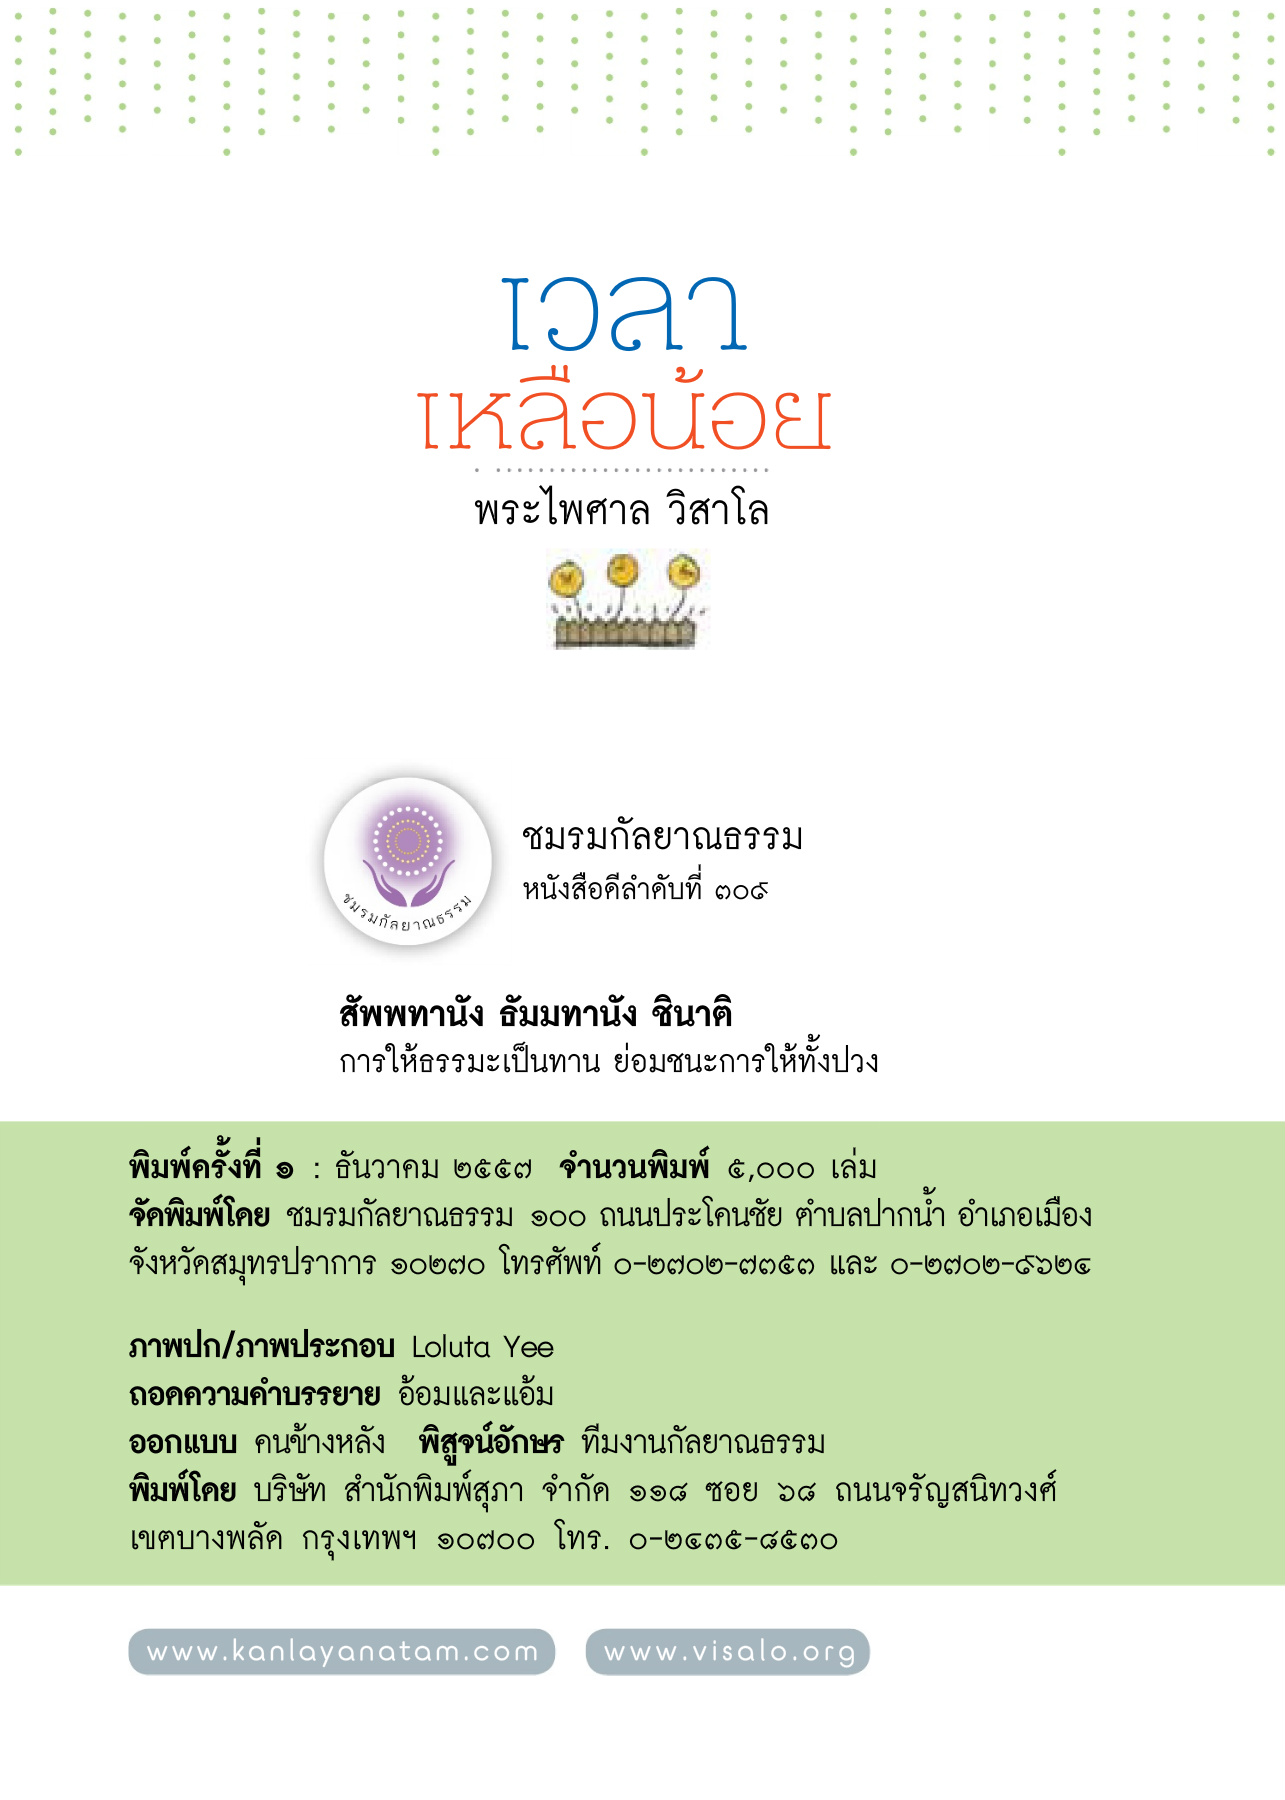 เวลา
เหลือน้อย
พระไพศาล วิสาโล
ชมรมกัลยาณธรรม
หนังสือดีลำดับที่ ๓๐๙
ชมรมกัลยาณธรรม
สัพพทานัง ธัมมทานัง ชินาติ
การให้ธรรมะเป็นทาน ย่อมชนะการให้ทั้งปวง
พิมพ์ครั้งที่ ๑ : ธันวาคม ๒๕๕๗ จำนวนพิมพ์ ๕,๐๐๐ เล่ม
จัดพิมพ์โดย ชมรมกัลยาณธรรม ๑๐๐ ถนนประโคนชัย ตำบลปากน้ำ อำเภอเมือง
จังหวัดสมุทรปราการ ๑๐๒๗๐ โทรศัพท์ ๐-๒๗๐๒-๗๓๕๓ และ ๐-๒๗๐๒-๙๖๒๔
ภาพปก/ภาพประกอบ Loluta Yee
ถอดความคำบรรยาย อ้อมและแอ้ม
ออกแบบ คนข้างหลัง พิสูจน์อักษร ทีมงานกัลยาณธรรม
พิมพ์โดย บริษัท สำนักพิมพ์สุภา จำกัด ๑๑๘ ซอย ๖๘ ถนนจรัญสนิทวงศ์
เขตบางพลัด กรุงเทพฯ ๑๐๗๐๐ โทร. ๐-๒๔๓๕-๘๕๓๐
www.kanlayanatam.com www.visalo.org